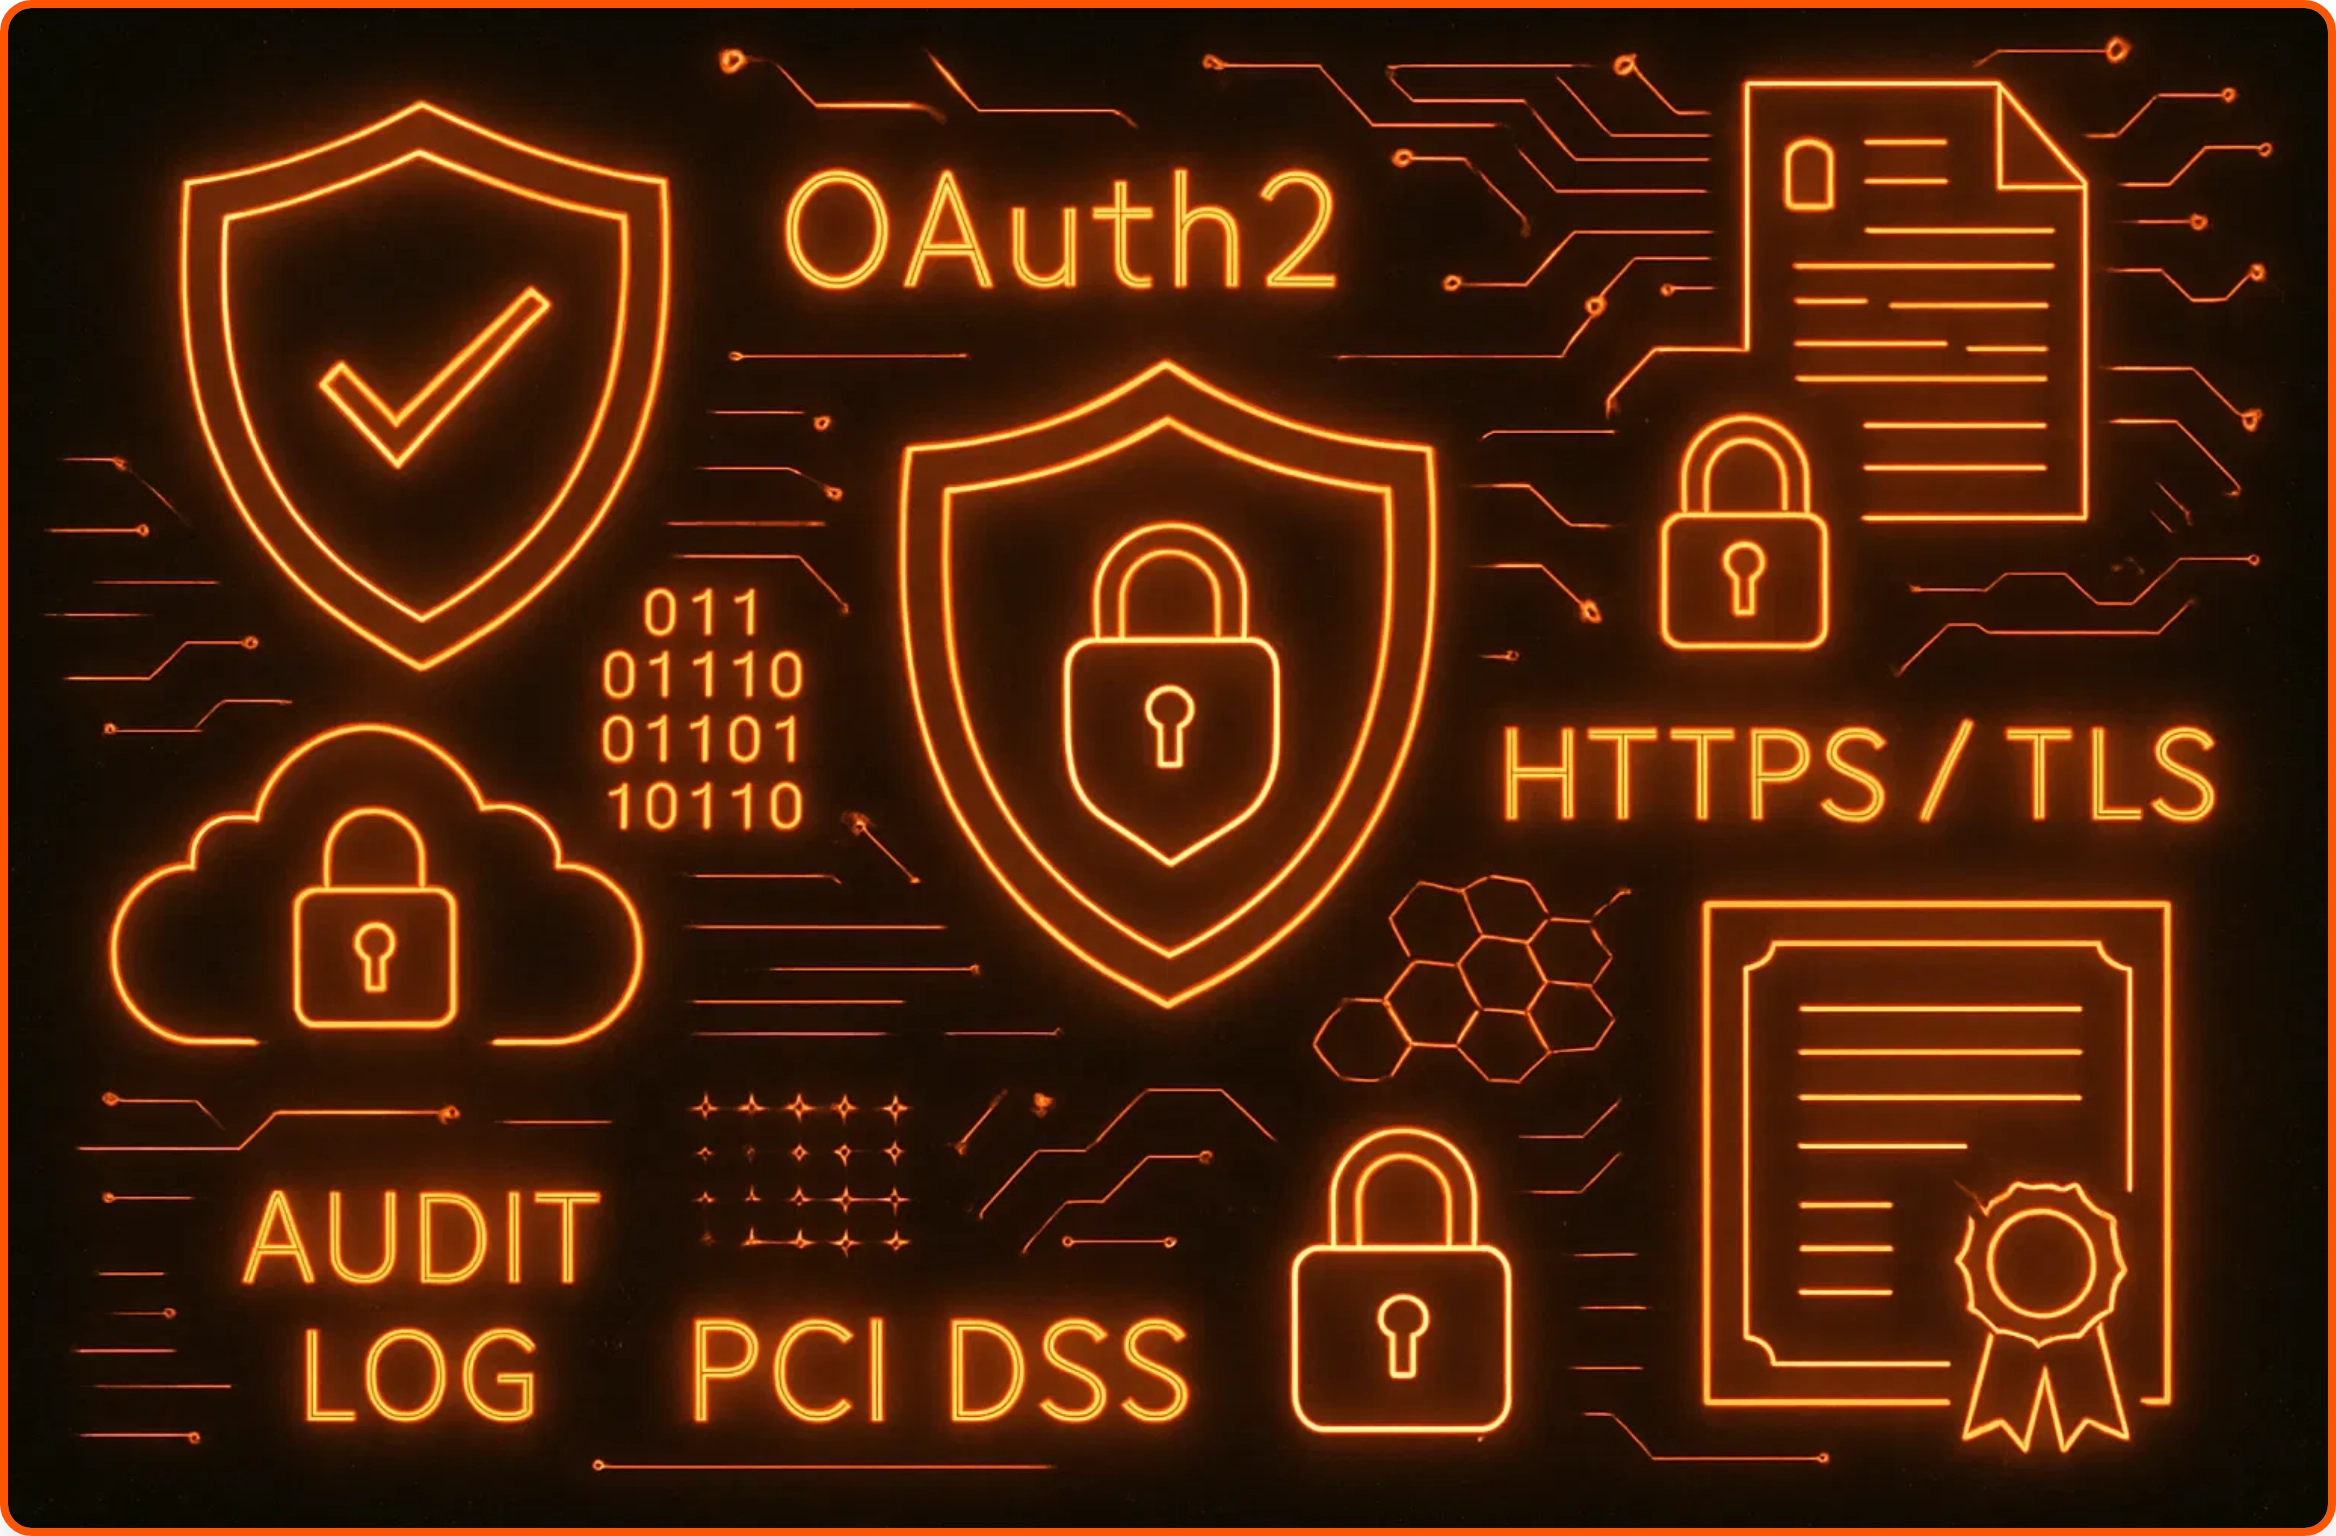 OAuth2
011
01110
01101
10110
HTTPS / TLS
AUDIT
LOG
PCI DSS